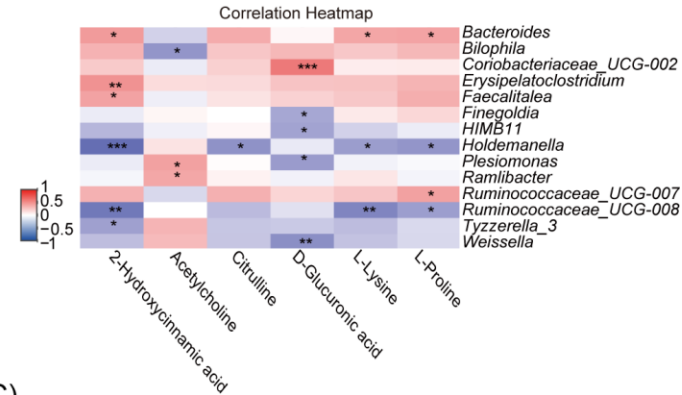 Correlation Heatmap
* * * Bacteroides
* Bilophila
*** Coriobacteriaceae_UCG-002
** Erysipelatoclostridium
* Faecalitalea
* Finegoldia
* HIMB11
*** * * * Holdemanella
* * Plesiomonas
* Ramlibacter
* Ruminococcaceae_UCG-007
** ** * Ruminococcaceae_UCG-008
* Tyzzerella_3
** Weissella
1
0.5
0
−0.5
−1
2-Hydroxycinnamic acid
Acetylcholine
Citrulline
D-Glucuronic acid
L-Lysine
L-Proline